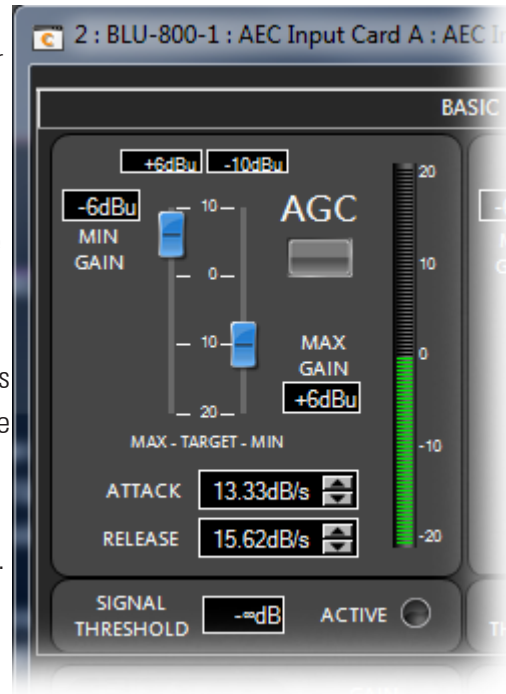 2 : BLU-800-1 : AEC Input Card A : AEC
BASIC
+6dBu -10dBu
-6dBu
MIN
GAIN
AGC
10
0
10
20
MAX
GAIN
+6dBu
MAX - TARGET - MIN
ATTACK 13.33dB/s
RELEASE 15.62dB/s
20
10
0
-10
-20
SIGNAL
THRESHOLD
-∞dB
ACTIVE